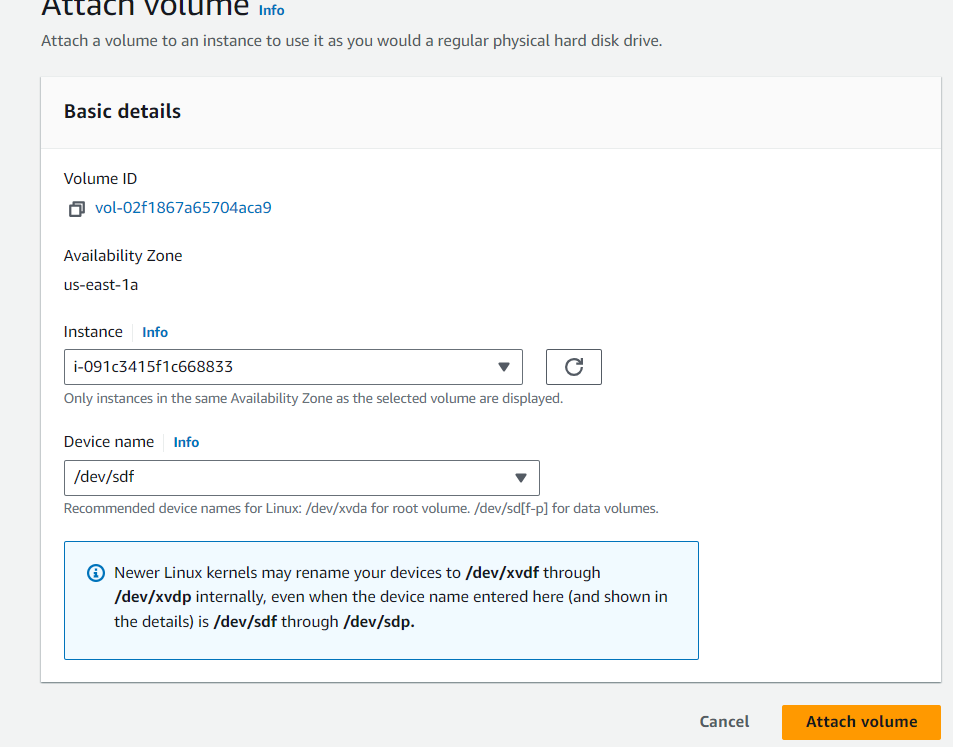 Attach volume Info
Attach a volume to an instance to use it as you would a regular physical hard disk drive.
Basic details
Volume ID
vol-02f1867a65704aca9
Availability Zone
us-east-1a
Instance Info
i-091c3415f1c668833
Only instances in the same Availability Zone as the selected volume are displayed.
Device name Info
/dev/sdf
Recommended device names for Linux: /dev/xvda for root volume. /dev/sd[f-p] for data volumes.
Newer Linux kernels may rename your devices to /dev/xvdf through
/dev/xvdp internally, even when the device name entered here (and shown in
the details) is /dev/sdf through /dev/sdp.
Cancel Attach volume